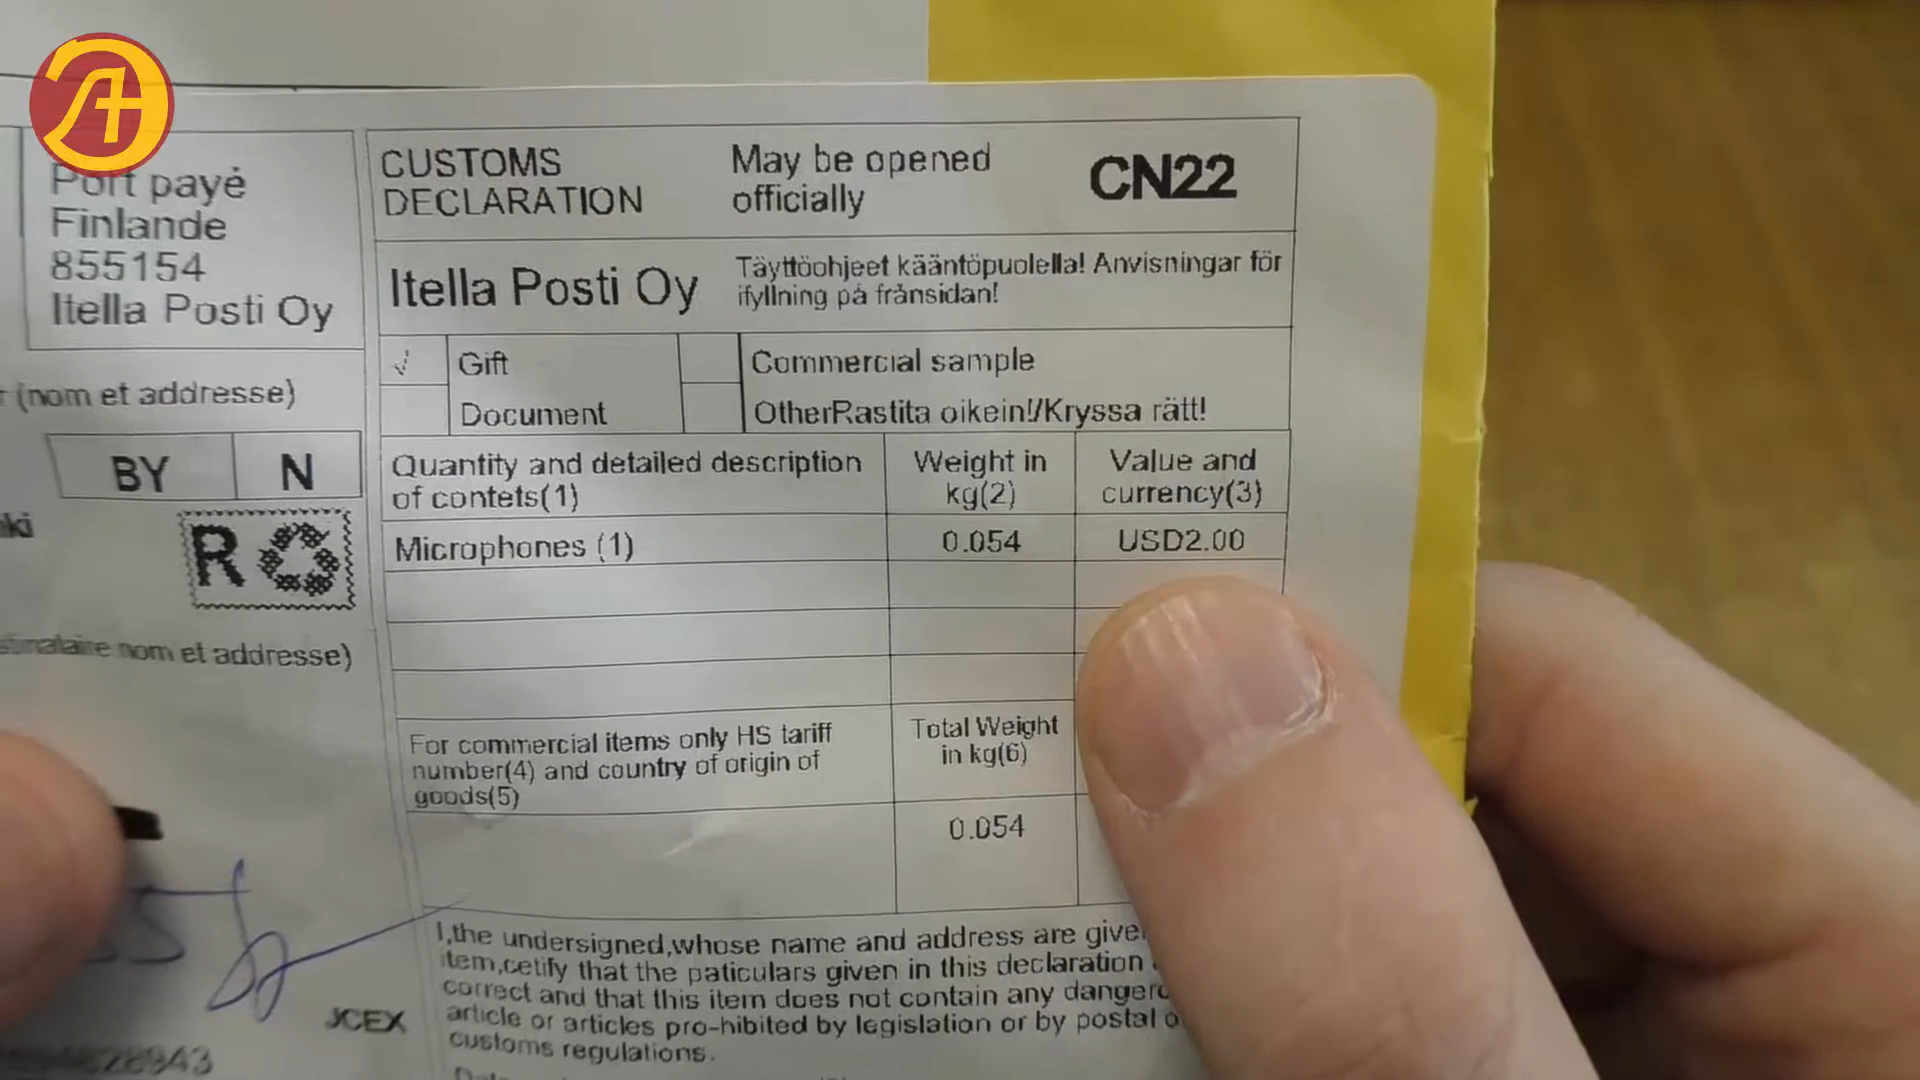 Port payé
Finlande
855154
Itella Posti Oy
(nom et addresse)
BY N
R
nom et addresse)
JCEX
CUSTOMS
DECLARATION
May be opened
officially
CN22
Itella Posti Oy
Täyttöohjeet kääntöpuolella! Anvisningar för
ifyllning på frånsidan!
√ Gift
Commercial sample
Document
OtherRastita oikein!/Kryssa rätt!
Quantity and detailed description
of contets(1)
Weight in
kg(2)
Value and
currency(3)
Microphones (1) 0.054 USD2.00
For commercial items only HS tariff
number(4) and country of origin of
goods(5)
Total Weight
in kg(6)
0.054
I,the undersigned,whose name and address are
item,cetify that the paticulars given in this declaration
correct and that this item does not contain any
article or articles pro-hibited by legislation or by postal
customs regulations.